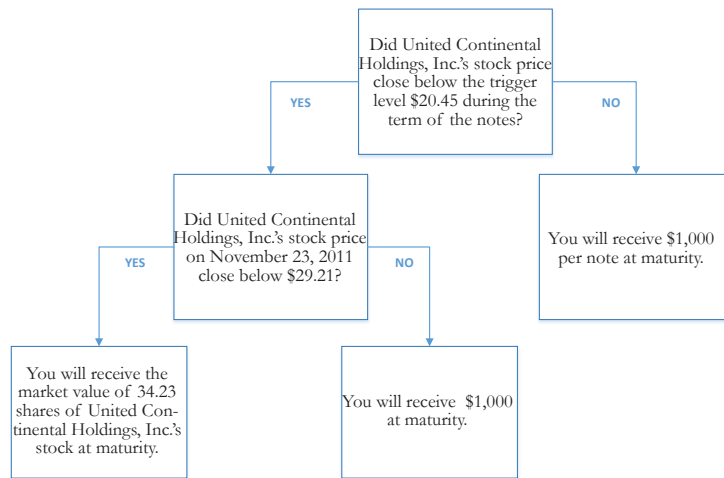 Did United Continental
Holdings, Inc.'s stock price
close below the trigger
level $20.45 during the
term of the notes?
YES
NO
Did United Continental
Holdings, Inc.'s stock price
on November 23, 2011
close below $29.21?
You will receive $1,000
per note at maturity.
YES
NO
You will receive the
market value of 34.23
shares of United Con-
tinental Holdings, Inc.'s
stock at maturity.
You will receive $1,000
at maturity.